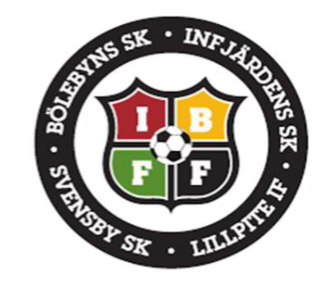 BÖLEBYNS SK · INFJÄRDENS SK · LILLPITE IF · SVENSBY SK ·
I B
F F